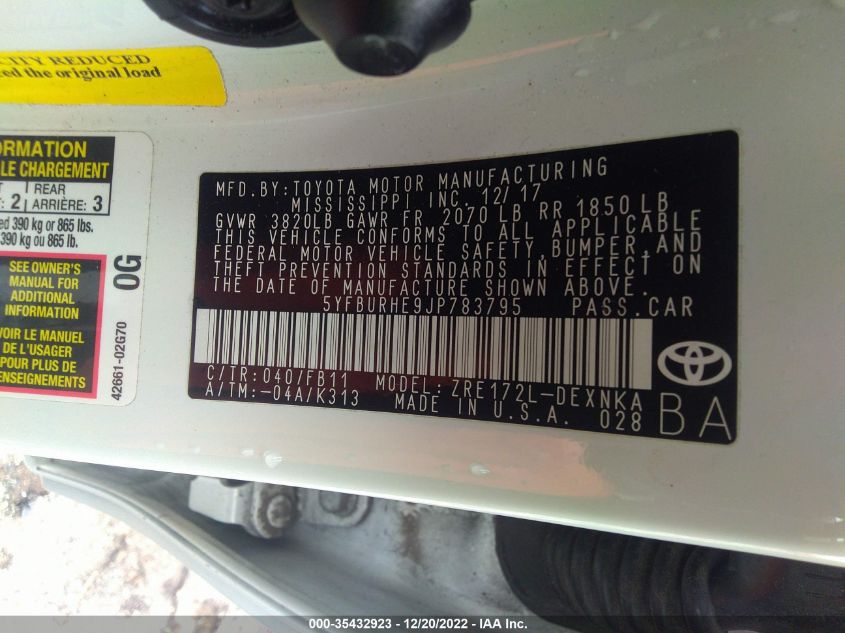 CITY REDUCED
the original load
ORMATION
LE CHARGEMENT
2 REAR
ARRIÈRE: 3
390 kg or 865 lbs.
390 kg ou 865 lb.
SEE OWNER'S
MANUAL FOR
ADDITIONAL
INFORMATION
VOIR LE MANUEL
DE L'USAGER
POUR PLUS DE
RENSEIGNEMENTS
0G
42661-02G70
MFD. BY: TOYOTA MOTOR MANUFACTURING
MISSISSIPPI INC. 12/17
GVWR 3820LB GAWR FR 2070 LB RR 1850 LB
THIS VEHICLE CONFORMS TO ALL APPLICABLE
FEDERAL MOTOR VEHICLE SAFETY, BUMPER, AND
THEFT PREVENTION STANDARDS IN EFFECT ON
THE DATE OF MANUFACTURE SHOWN ABOVE.
5YFBURHE9JP783795 PASS. CAR
C/TR: 040/FB11 MODEL: ZRE172L-DEXNKA
A/TM: -04A/K313 MADE IN U.S.A. 028 BA
000-35432923 - 12/20/2022 - IAA Inc.